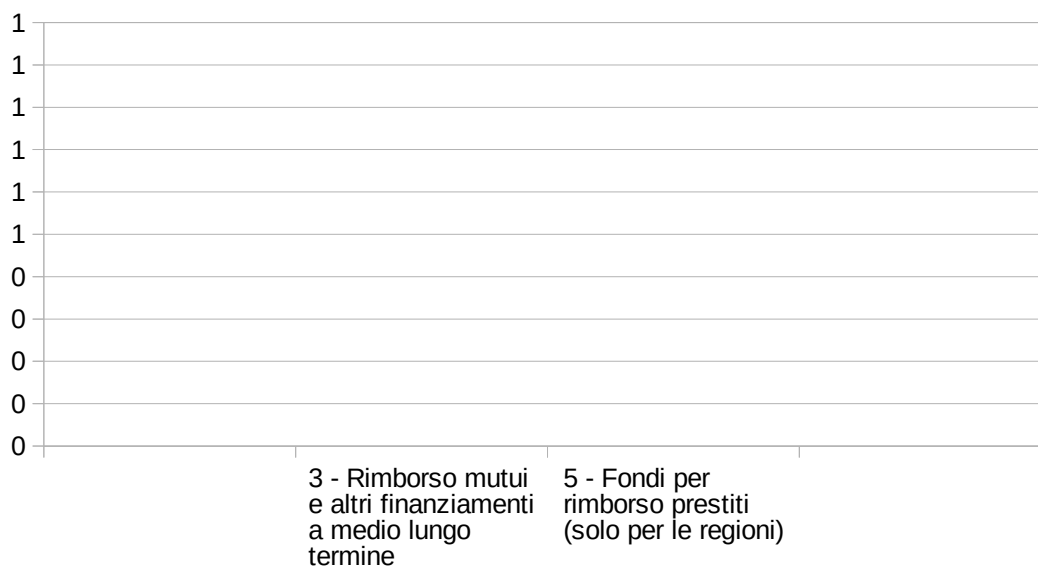 1
1
1
1
1
1
0
0
0
0
0
3 - Rimborso mutui
e altri finanziamenti
a medio lungo
termine
5 - Fondi per
rimborso prestiti
(solo per le regioni)